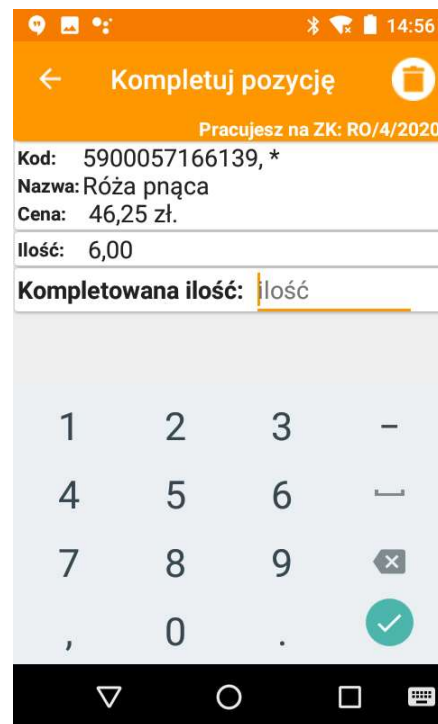 14:56
Kompletuj pozycję
Pracujesz na ZK: RO/4/2020
Kod: 5900057166139, *
Nazwa: Róża pnąca
Cena: 46,25 zł.
Ilość: 6,00
Kompletowana ilość: ilość
1 2 3 -
4 5 6
7 8 9
, 0 .